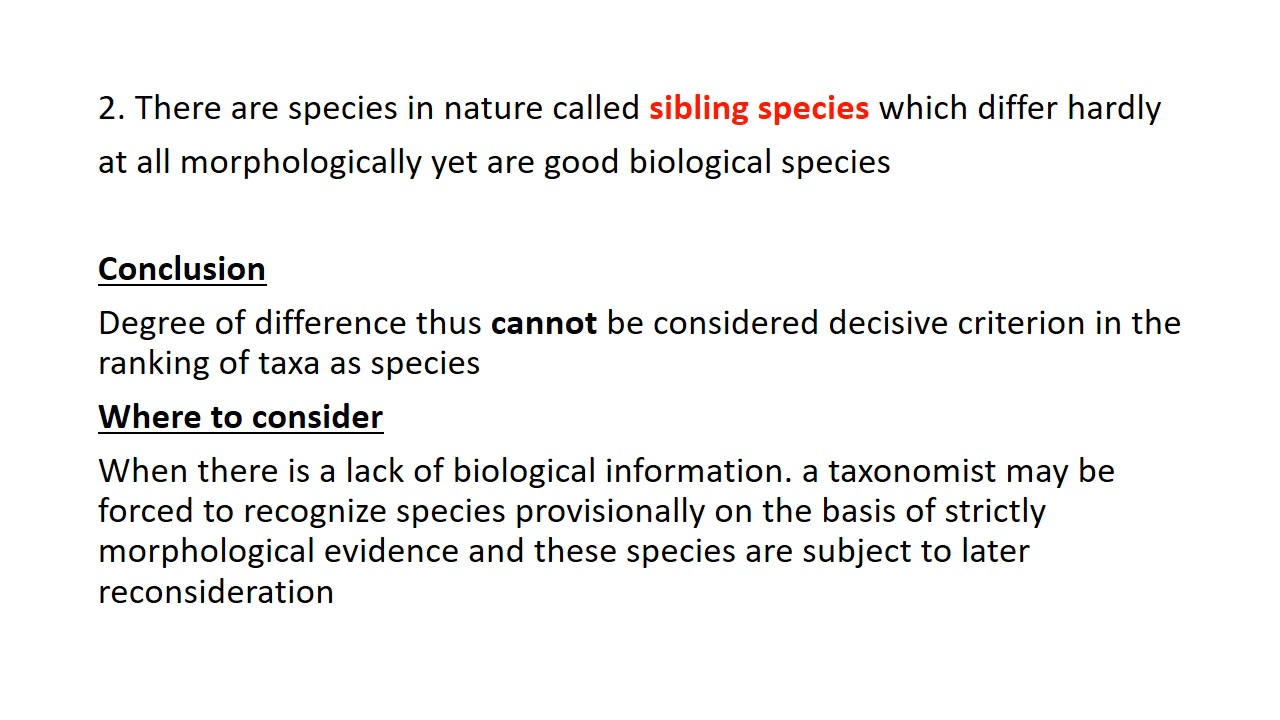 2. There are species in nature called sibling species which differ hardly
at all morphologically yet are good biological species
Conclusion
Degree of difference thus cannot be considered decisive criterion in the
ranking of taxa as species
Where to consider
When there is a lack of biological information. a taxonomist may be
forced to recognize species provisionally on the basis of strictly
morphological evidence and these species are subject to later
reconsideration